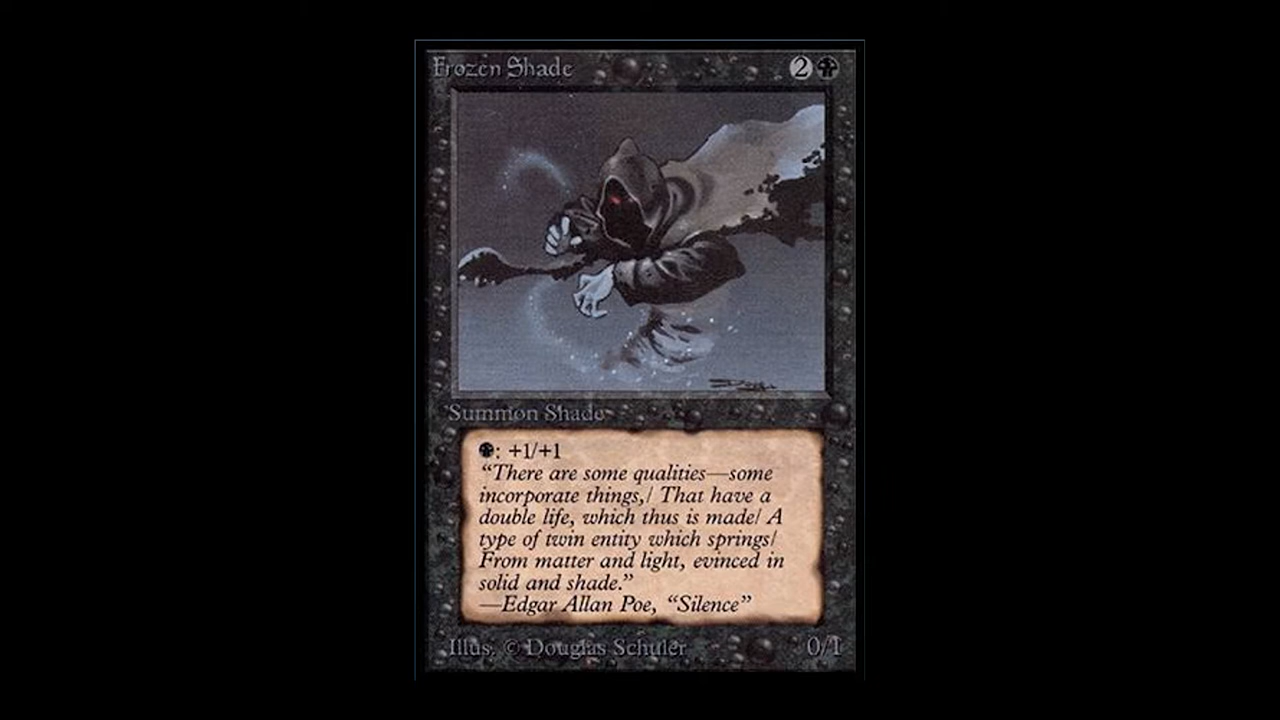 Frozen Shade 2
Summon Shade
: +1/+1
“There are some qualities—some
incorporate things,/ That have a
double life, which thus is made/ A
type of twin entity which springs/
From matter and light, evinced in
solid and shade.”
—Edgar Allan Poe, “Silence”
Illus. © Douglas Schuler 0/1